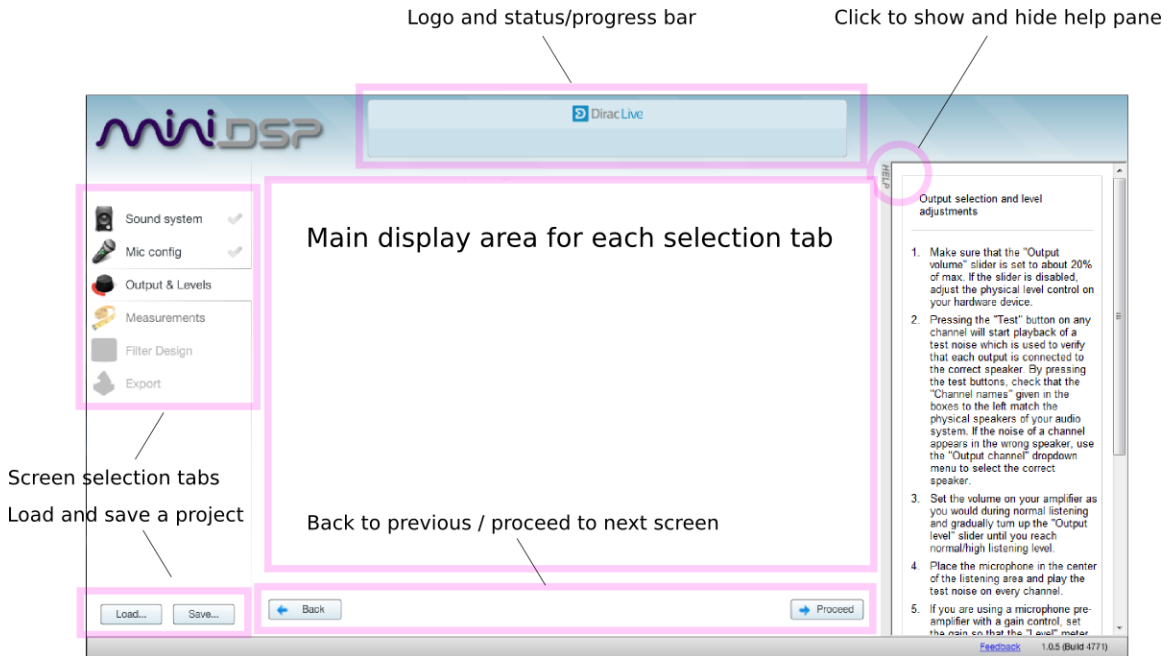 Logo and status/progress bar
Click to show and hide help pane
miniDSP
Dirac Live
HELP
Sound system
Mic config
Output & Levels
Measurements
Filter Design
Export
Main display area for each selection tab
Output selection and level
adjustments
1. Make sure that the "Output
volume" slider is set to about 20%
of max. If the slider is disabled,
adjust the physical level control on
your hardware device.
2. Pressing the "Test" button on any
channel will start playback of a
test noise which is used to verify
that each output is connected to
the correct speaker. By pressing
the test buttons, check that the
"Channel names" given in the
boxes to the left match the
physical speakers of your audio
system. If the noise of a channel
appears in the wrong speaker, use
the "Output channel" dropdown
menu to select the correct
speaker.
3. Set the volume on your amplifier as
you would during normal listening
and gradually turn up the "Output
level" slider until you reach
normal/high listening level.
4. Place the microphone in the center
of the listening area and play the
test noise on every channel.
5. If you are using a microphone pre-
amplifier with a gain control, set
the gain so that the "Level" meter
Screen selection tabs
Load and save a project
Back to previous / proceed to next screen
Load...
Save...
Back
Proceed
Feedback
1.0.5 (Build 4771)